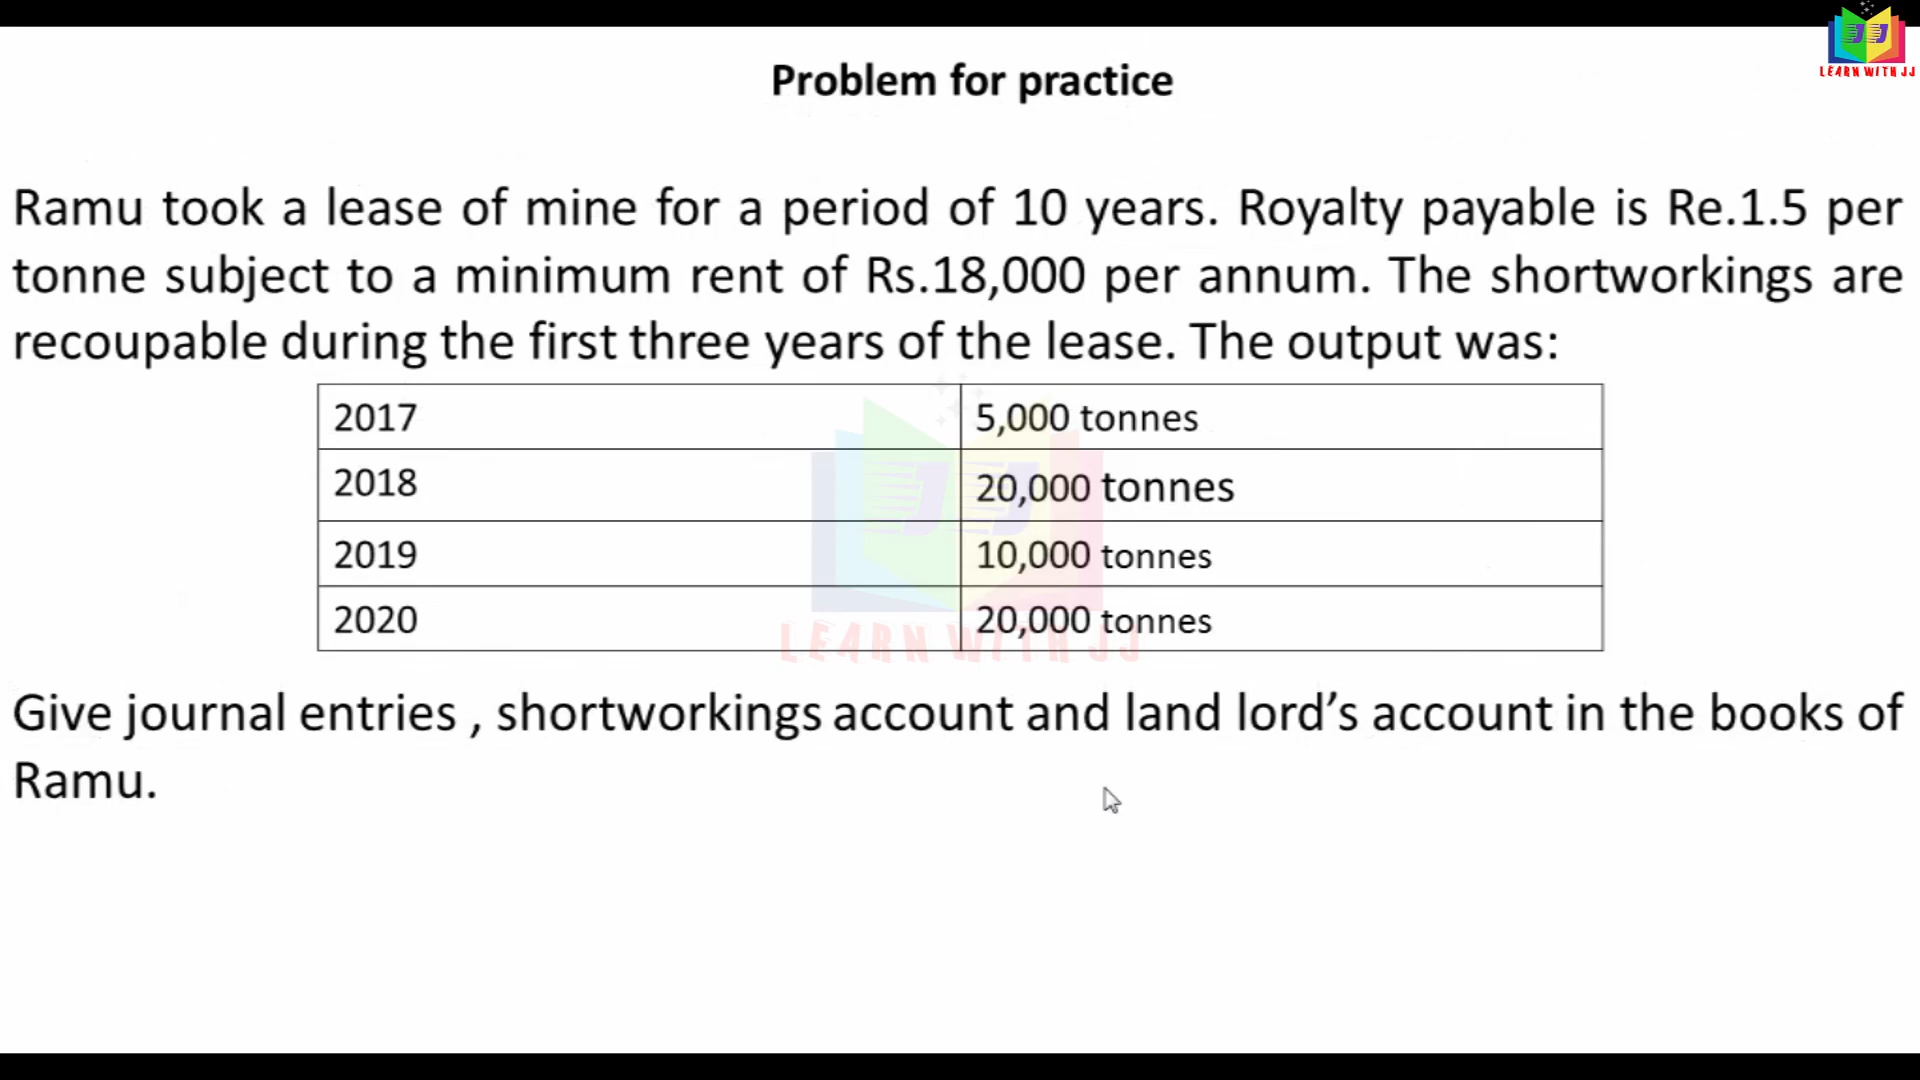 LEARN WITH JJ
Problem for practice
Ramu took a lease of mine for a period of 10 years. Royalty payable is Re.1.5 per
tonne subject to a minimum rent of Rs.18,000 per annum. The shortworkings are
recoupable during the first three years of the lease. The output was:
2017 5,000 tonnes
2018 20,000 tonnes
2019 10,000 tonnes
2020 20,000 tonnes
LEARN WITH JJ
Give journal entries , shortworkings account and land lord’s account in the books of
Ramu.